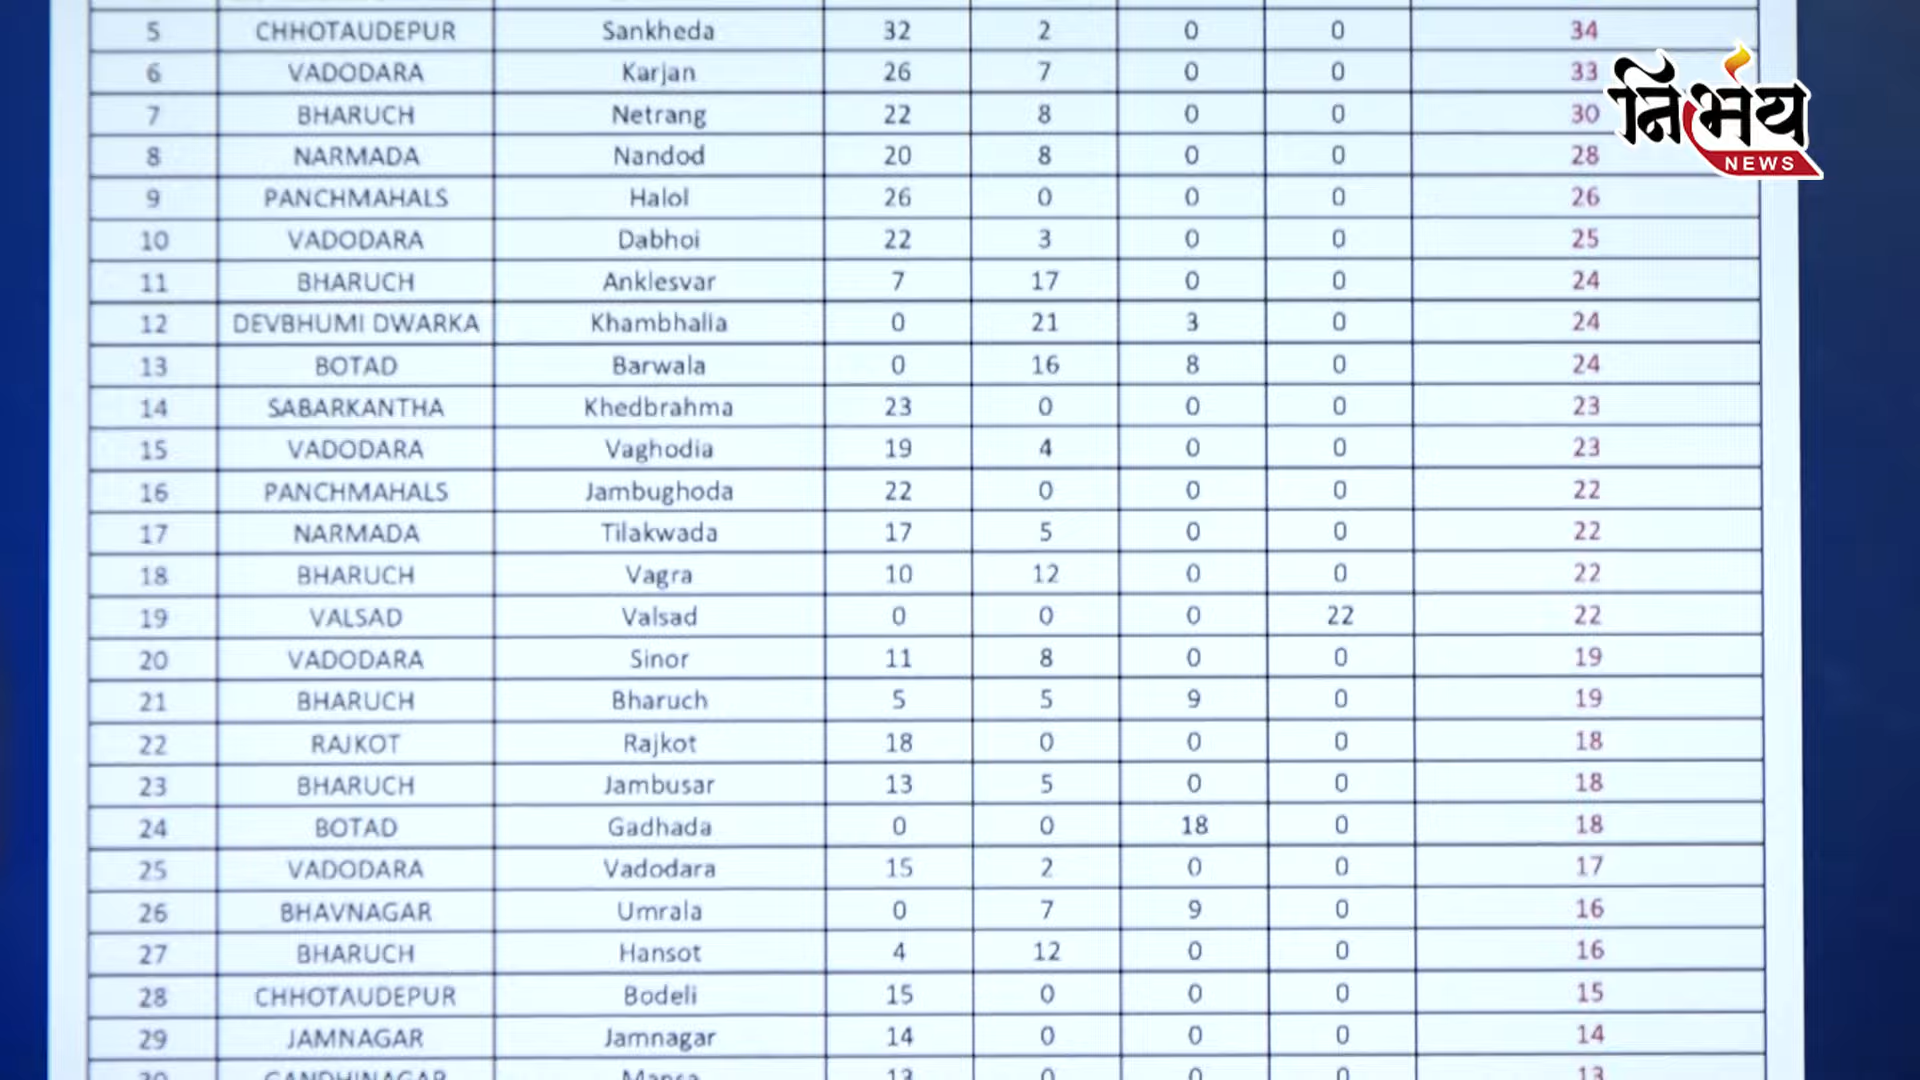 5 CHHOTAUDEPUR Sankheda 32 2 0 0 34
6 VADODARA Karjan 26 7 0 0 33
7 BHARUCH Netrang 22 8 0 0 30
8 NARMADA Nandod 20 8 0 0 28
9 PANCHMAHALS Halol 26 0 0 0 26
10 VADODARA Dabhoi 22 3 0 0 25
11 BHARUCH Anklesvar 7 17 0 0 24
12 DEVBHUMI DWARKA Khambhalia 0 21 3 0 24
13 BOTAD Barwala 0 16 8 0 24
14 SABARKANTHA Khedbrahma 23 0 0 0 23
15 VADODARA Vaghodia 19 4 0 0 23
16 PANCHMAHALS Jambughoda 22 0 0 0 22
17 NARMADA Tilakwada 17 5 0 0 22
18 BHARUCH Vagra 10 12 0 0 22
19 VALSAD Valsad 0 0 0 22 22
20 VADODARA Sinor 11 8 0 0 19
21 BHARUCH Bharuch 5 5 9 0 19
22 RAJKOT Rajkot 18 0 0 0 18
23 BHARUCH Jambusar 13 5 0 0 18
24 BOTAD Gadhada 0 0 18 0 18
25 VADODARA Vadodara 15 2 0 0 17
26 BHAVNAGAR Umrala 0 7 9 0 16
27 BHARUCH Hansot 4 12 0 0 16
28 CHHOTAUDEPUR Bodeli 15 0 0 0 15
29 JAMNAGAR Jamnagar 14 0 0 0 14
30 GANDHINAGAR Mansa 13 0 0 0 13
निर्भय
NEWS